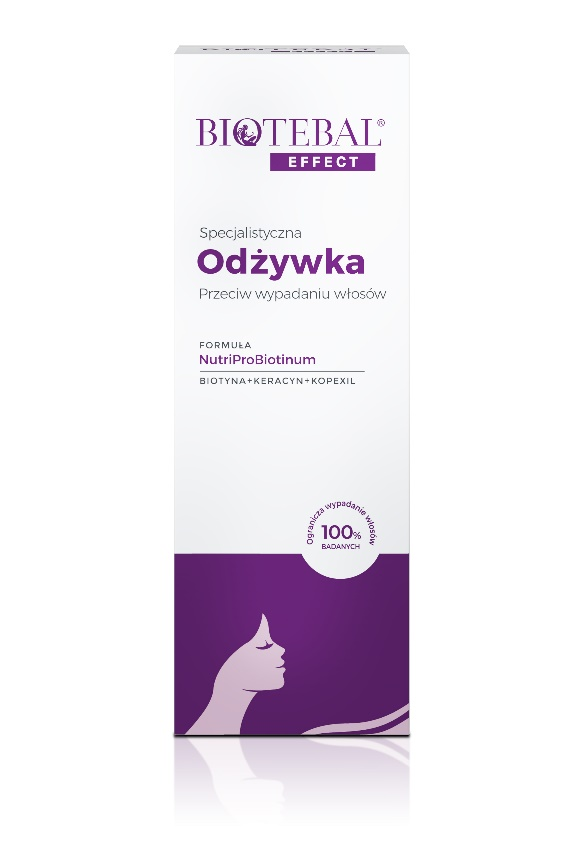 BIOTEBAL®
EFFECT
Specjalistyczna
Odżywka
Przeciw wypadaniu włosów
FORMUŁA
NutriProBiotinum
BIOTYNA+KERACYN+KOPEXIL
Ogranicza wypadanie włosów
100%
BADANYCH